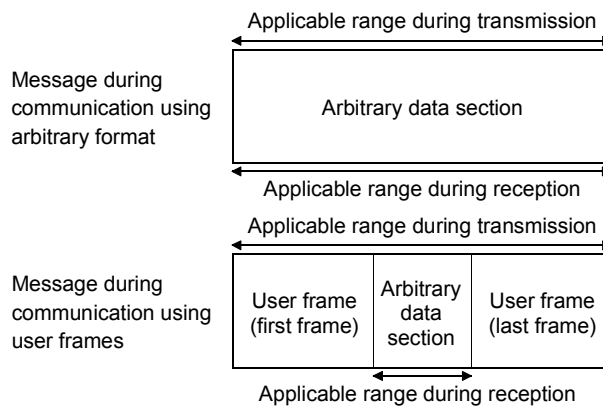 Applicable range during transmission
Message during
communication using
arbitrary format
Arbitrary data section
Applicable range during reception
Applicable range during transmission
Message during
communication using
user frames
User frame
(first frame)
Arbitrary
data
section
User frame
(last frame)
Applicable range during reception